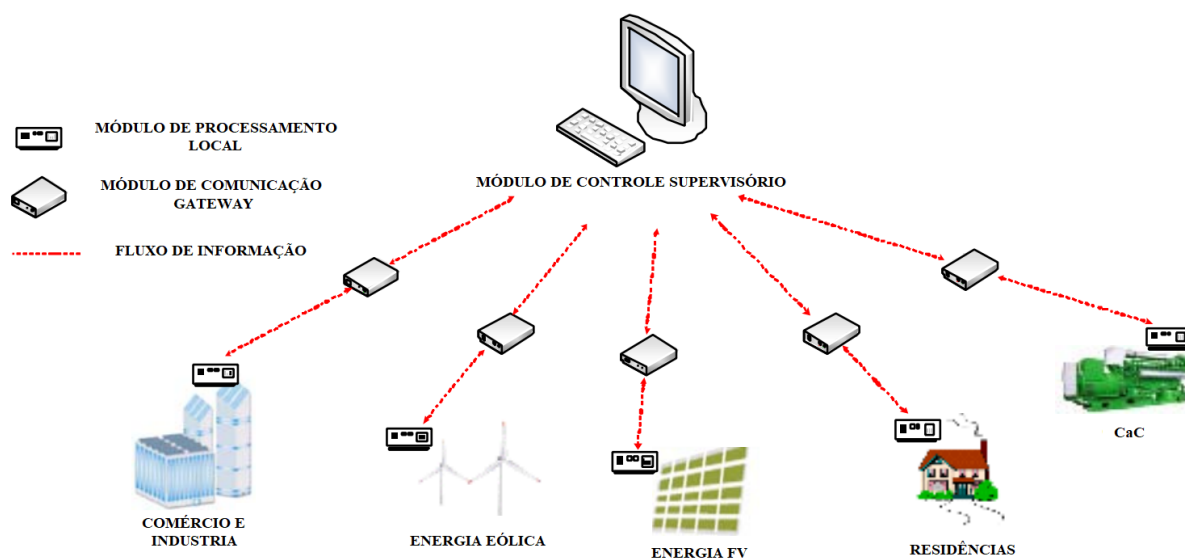 MÓDULO DE PROCESSAMENTO
LOCAL
MÓDULO DE COMUNICAÇÃO
GATEWAY
FLUXO DE INFORMAÇÃO
MÓDULO DE CONTROLE SUPERVISÓRIO
CaC
COMÉRCIO E
INDUSTRIA
ENERGIA EÓLICA
ENERGIA FV
RESIDÊNCIAS